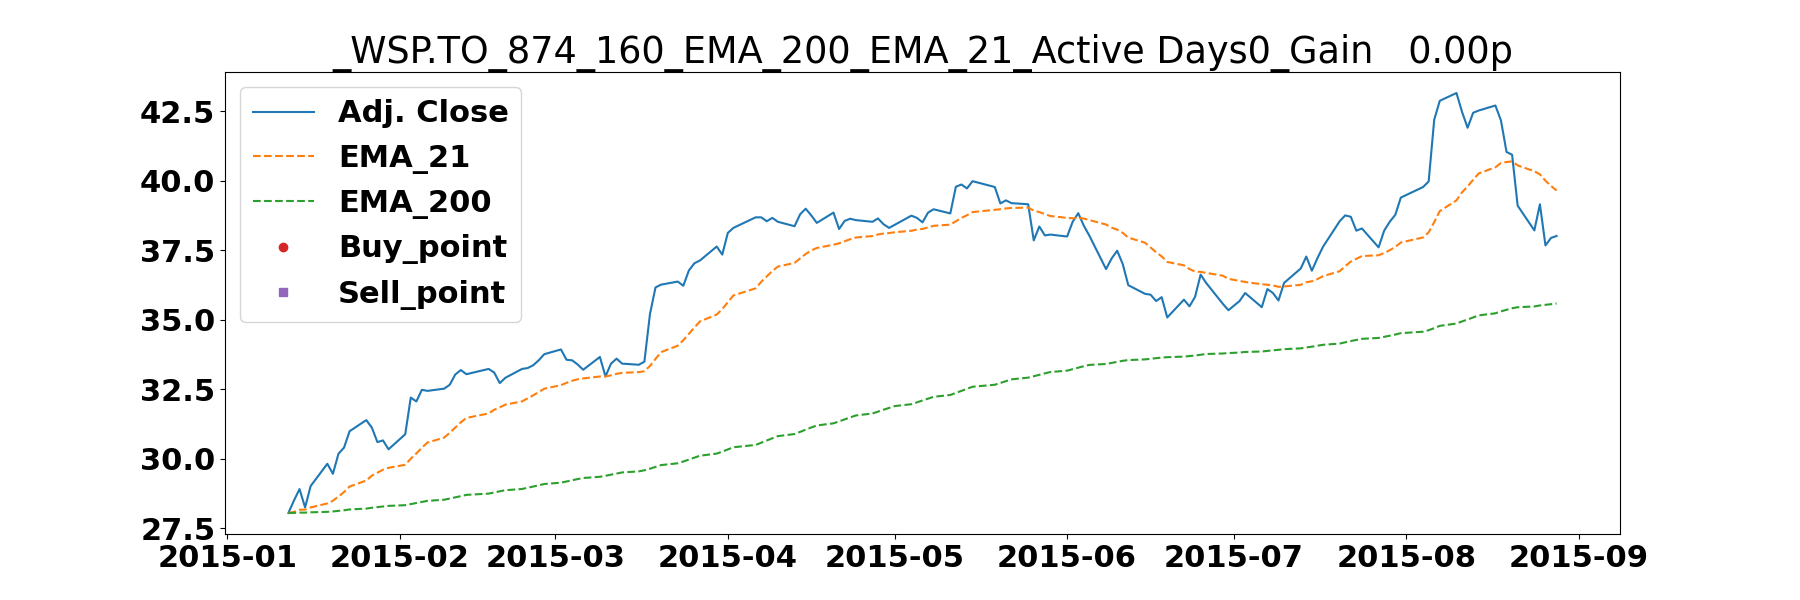 _WSP.TO_874_160_EMA_200_EMA_21_Active Days0_Gain   0.00p
Adj. Close
EMA_21
EMA_200
Buy_point
Sell_point
42.5
40.0
37.5
35.0
32.5
30.0
27.5
2015-01 2015-02 2015-03 2015-04 2015-05 2015-06 2015-07 2015-08 2015-09